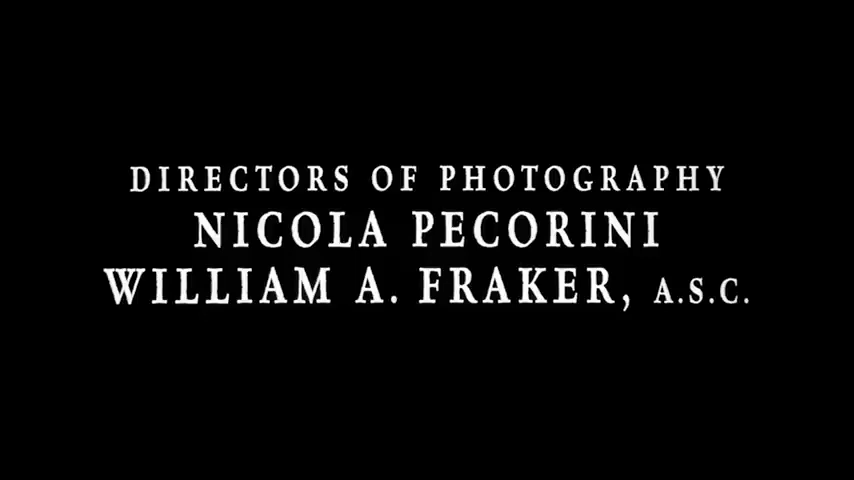 DIRECTORS OF PHOTOGRAPHY
NICOLA PECORINI
WILLIAM A. FRAKER, A.S.C.